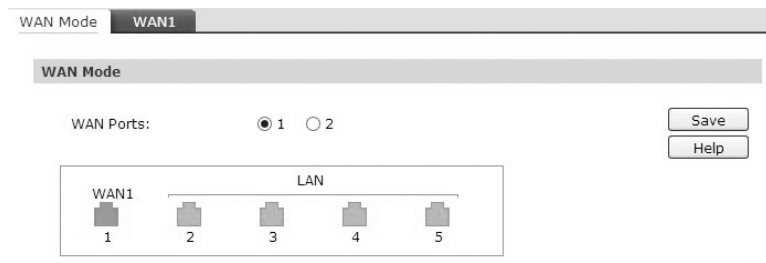 WAN Mode WAN1
WAN Mode
WAN Ports: 1 2 Save
Help
LAN
WAN1
1 2 3 4 5